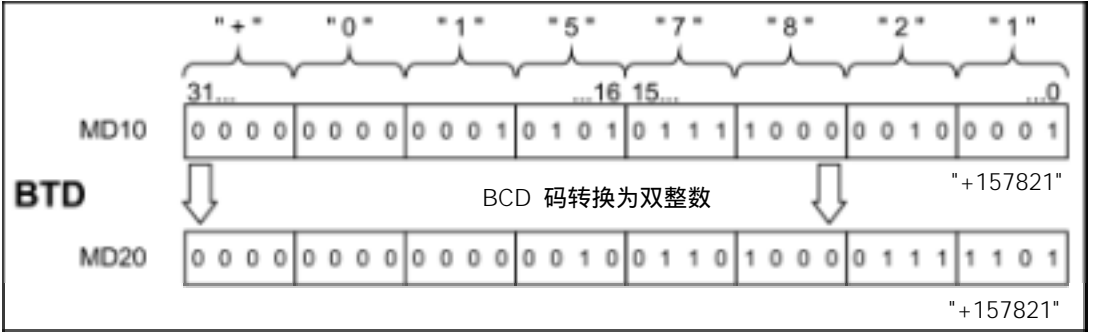 "+" "0" "1" "5" "7" "8" "2" "1"
31... ...16 15... ...0
MD10 0 0 0 0 0 0 0 0 0 0 0 1 0 1 0 1 0 1 1 1 1 0 0 0 0 0 1 0 0 0 0 1
"+157821"
BTD BCD 码转换为双整数
MD20 0 0 0 0 0 0 0 0 0 0 0 0 0 0 1 0 0 1 1 0 1 0 0 0 0 1 1 1 1 1 0 1
"+157821"